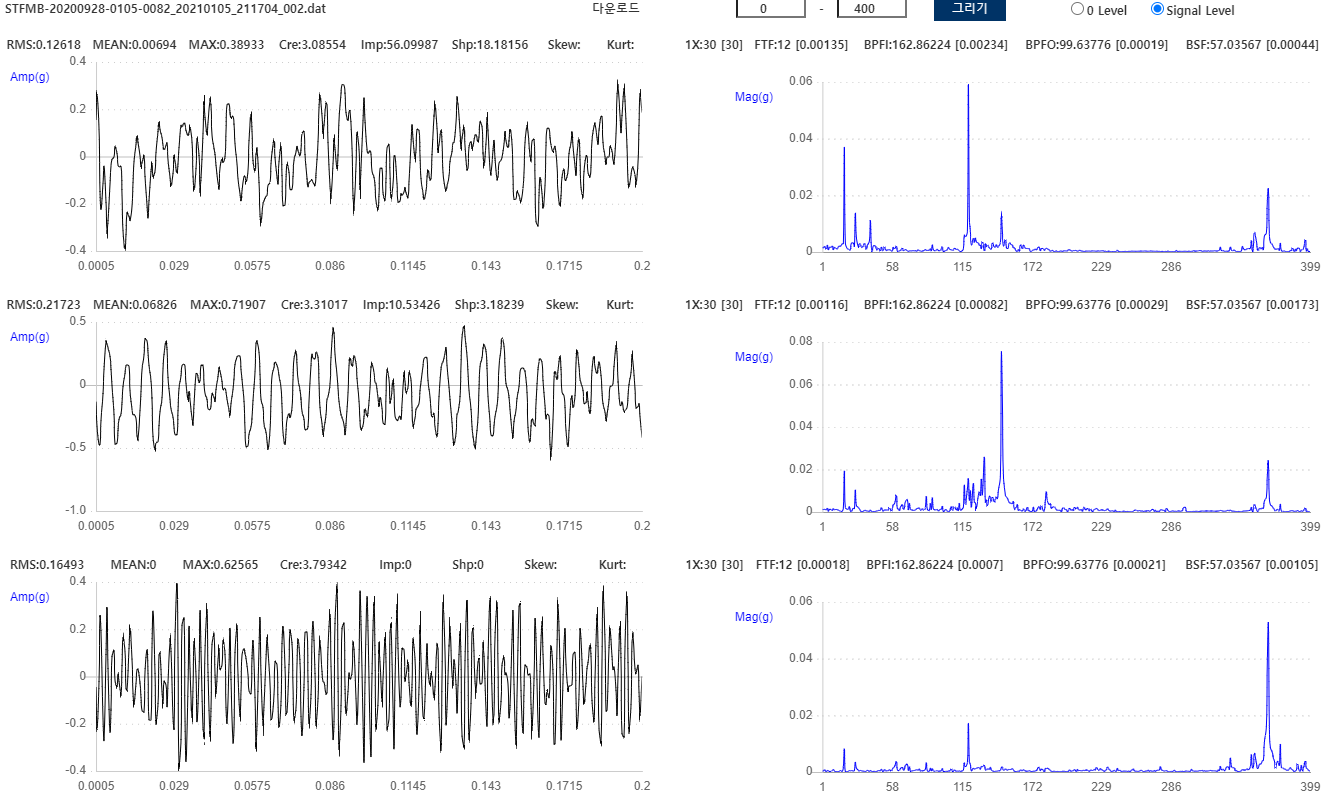 STFMB-20200928-0105-0082_20210105_211704_002.dat 다운로드 0 - 400 그리기 0 Level Signal Level
RMS:0.12618 MEAN:0.00694 MAX:0.38933 Cre:3.08554 Imp:56.09987 Shp:18.18156 Skew: Kurt:
Amp(g)
0.4
0.2
0
-0.2
-0.4
0.0005 0.029 0.0575 0.086 0.1145 0.143 0.1715 0.2
1X:30 [30] FTF:12 [0.00135] BPFI:162.86224 [0.00234] BPFO:99.63776 [0.00019] BSF:57.03567 [0.00044]
Mag(g)
0.06
0.04
0.02
0
1 58 115 172 229 286 399
RMS:0.21723 MEAN:0.06826 MAX:0.71907 Cre:3.31017 Imp:10.53426 Shp:3.18239 Skew: Kurt:
Amp(g)
0.5
0
-0.5
-1.0
0.0005 0.029 0.0575 0.086 0.1145 0.143 0.1715 0.2
1X:30 [30] FTF:12 [0.00116] BPFI:162.86224 [0.00082] BPFO:99.63776 [0.00029] BSF:57.03567 [0.00173]
Mag(g)
0.08
0.06
0.04
0.02
0
1 58 115 172 229 286 399
RMS:0.16493 MEAN:0 MAX:0.62565 Cre:3.79342 Imp:0 Shp:0 Skew: Kurt:
Amp(g)
0.4
0.2
0
-0.2
-0.4
0.0005 0.029 0.0575 0.086 0.1145 0.143 0.1715 0.2
1X:30 [30] FTF:12 [0.00018] BPFI:162.86224 [0.0007] BPFO:99.63776 [0.00021] BSF:57.03567 [0.00105]
Mag(g)
0.06
0.04
0.02
0
1 58 115 172 229 286 399